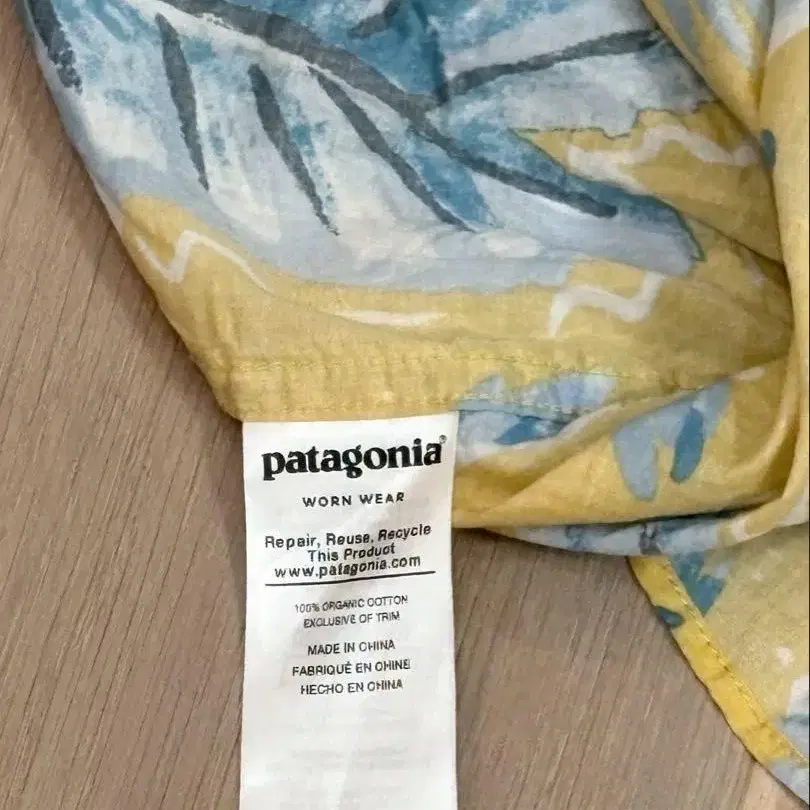 patagonia®
WORN WEAR
Repair, Reuse, Recycle
This Product
www.patagonia.com
100% ORGANIC COTTON
EXCLUSIVE OF TRIM
MADE IN CHINA
FABRIQUÉ EN CHINE
HECHO EN CHINA